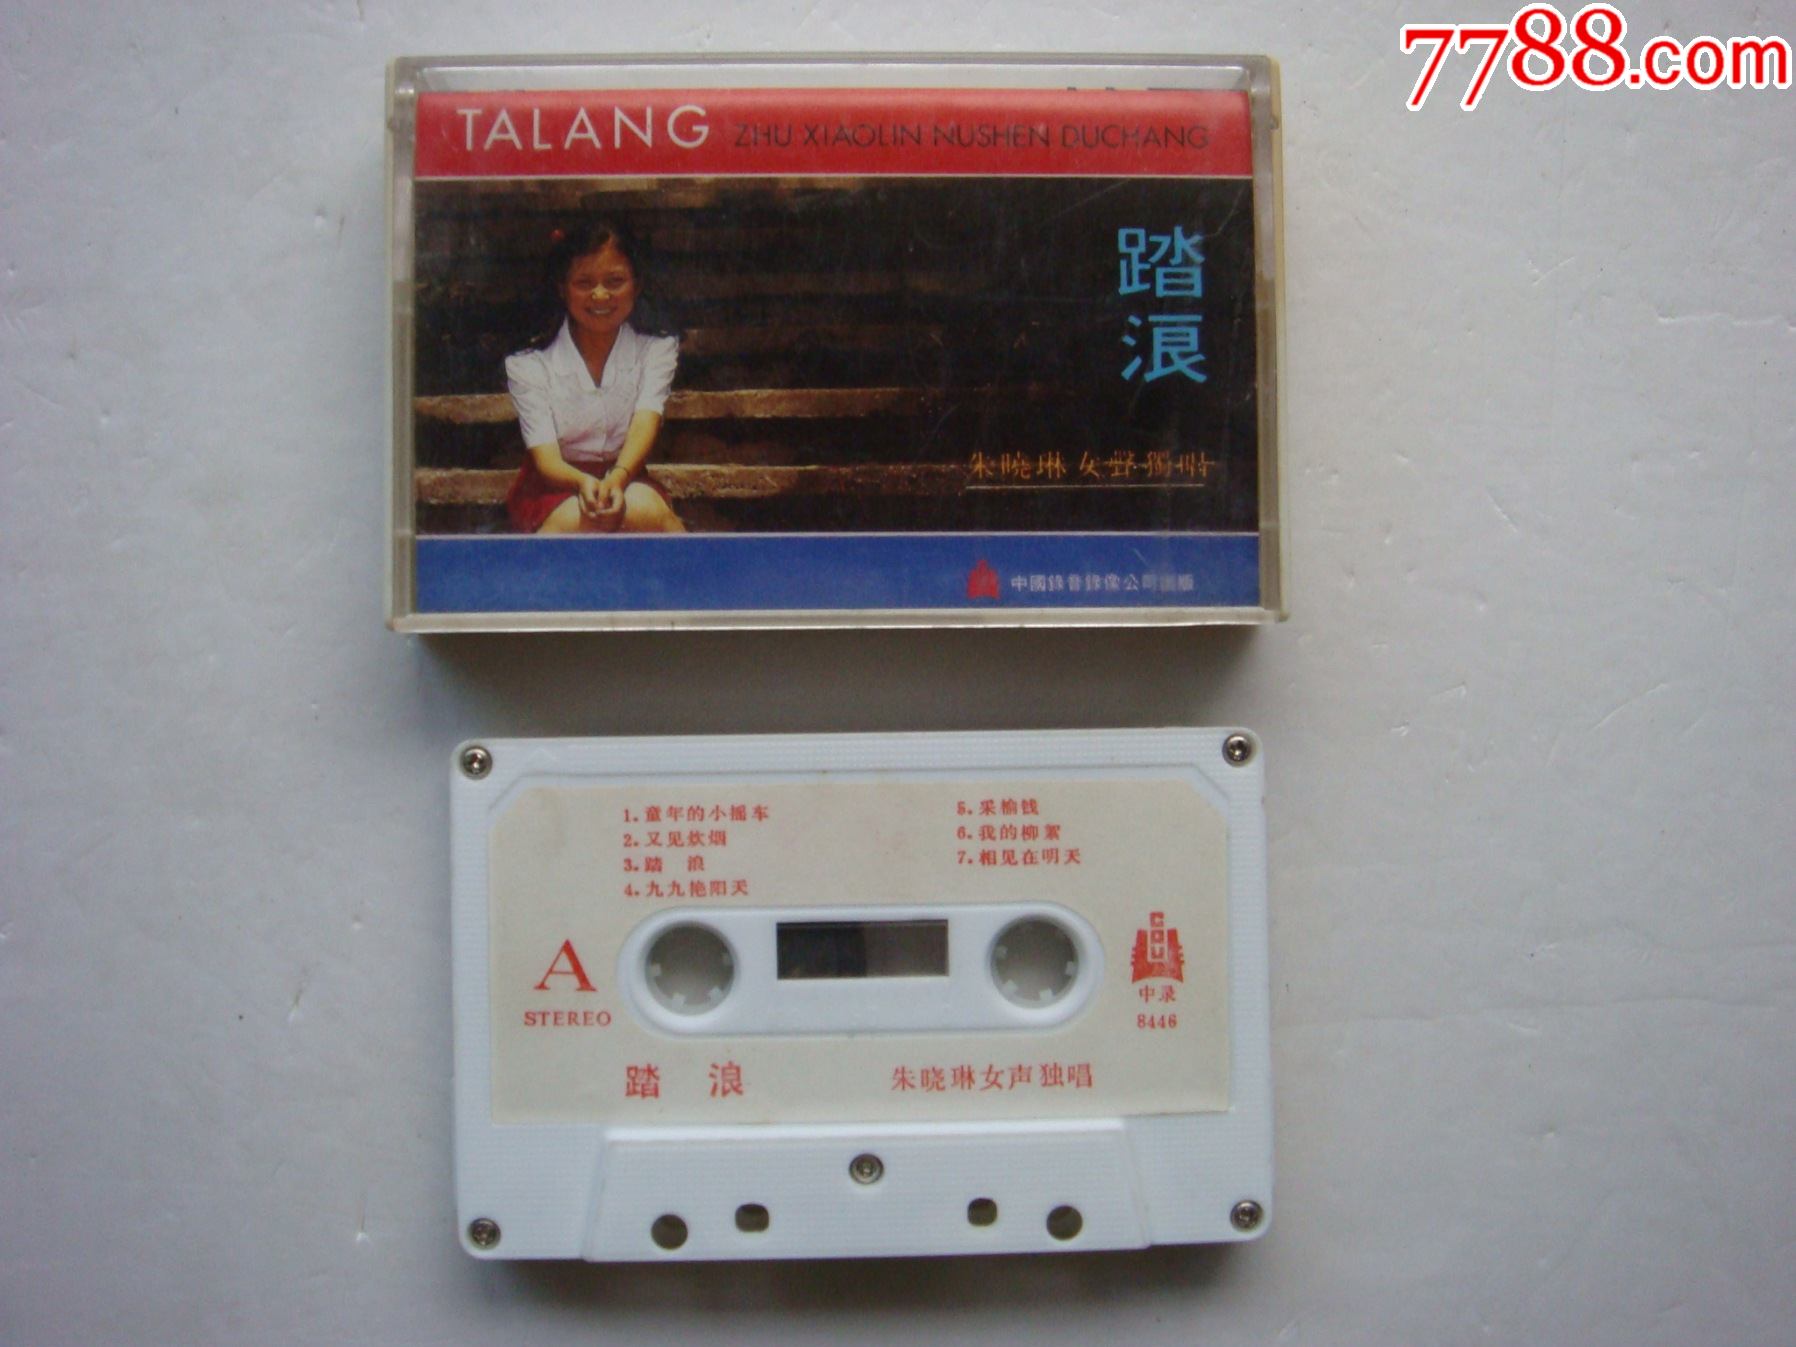 7788.com
TALANG ZHU XIAOLIN NUSHEN DUCHANG
踏
浪
朱曉琳 女聲獨唱
中國錄音錄像公司出版
1.童年的小摇车
2.又见炊烟
3.踏 浪
4.九九艳阳天
5.采榆钱
6.我的柳絮
7.相见在明天
A
STEREO
中录
8446
踏 浪
朱晓琳女声独唱